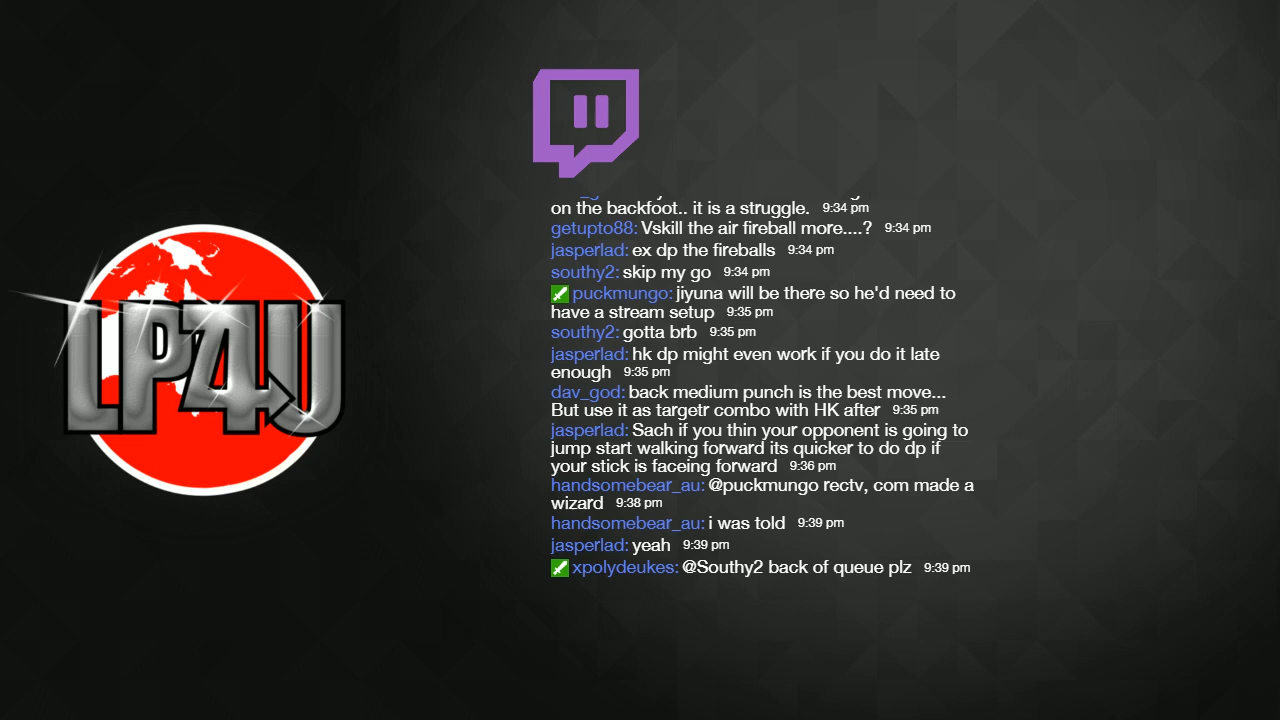 on the backfoot.. it is a struggle. 9:34 pm
getupto88: Vskill the air fireball more....? 9:34 pm
jasperlad: ex dp the fireballs 9:34 pm
southy2: skip my go 9:34 pm
puckmungo: jiyuna will be there so he'd need to
have a stream setup 9:35 pm
southy2: gotta brb 9:35 pm
jasperlad: hk dp might even work if you do it late
enough 9:35 pm
dav_god: back medium punch is the best move...
But use it as targetr combo with HK after 9:35 pm
jasperlad: Sach if you thin your opponent is going to
jump start walking forward its quicker to do dp if
your stick is faceing forward 9:36 pm
handsomebear_au: @puckmungo rectv, com made a
wizard 9:38 pm
handsomebear_au: i was told 9:39 pm
jasperlad: yeah 9:39 pm
xpolydeukes: @Southy2 back of queue plz 9:39 pm
LP4U